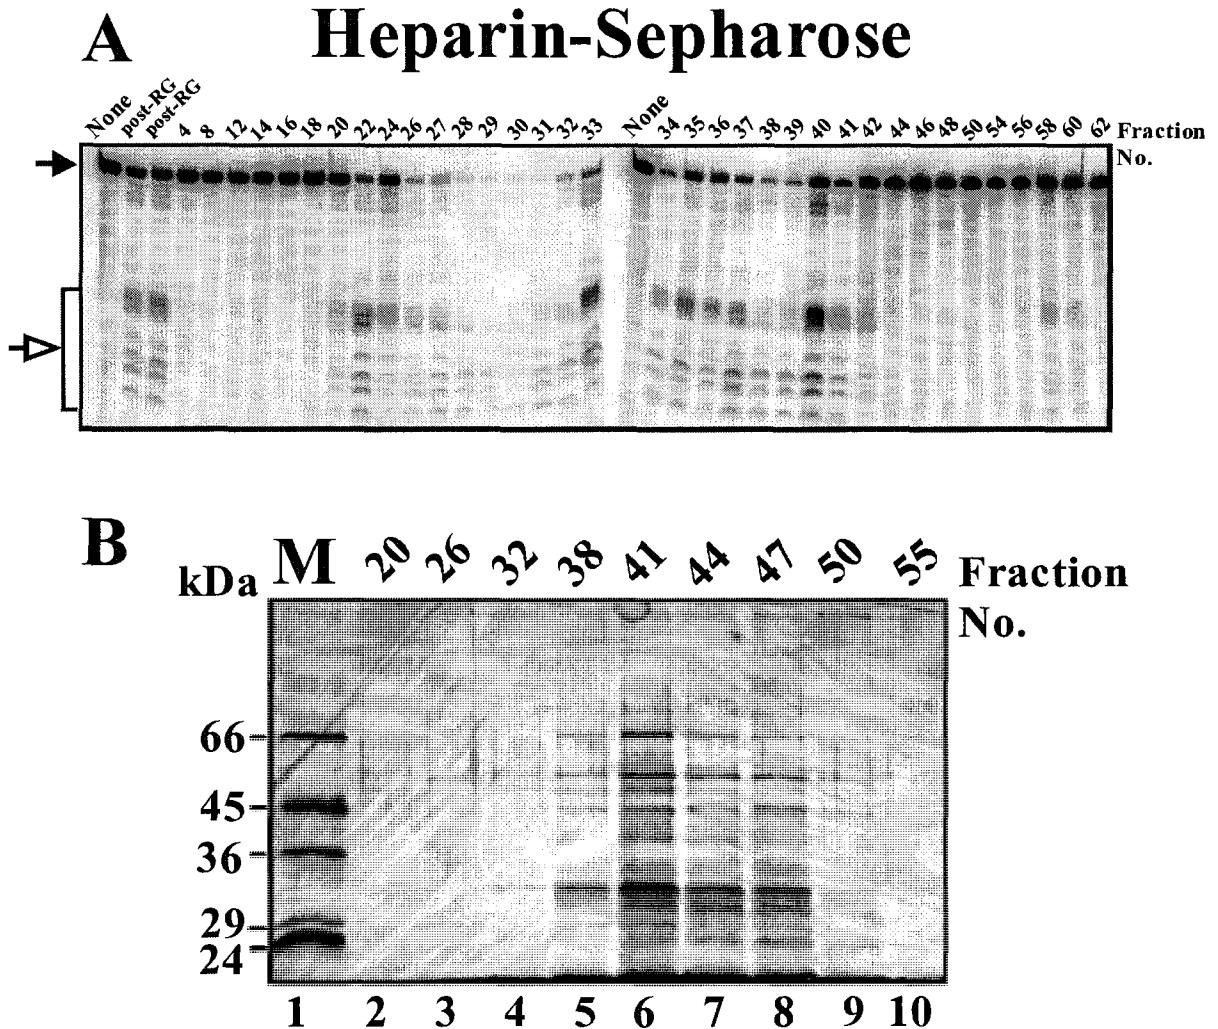 A Heparin-Sepharose
None post-RG post-RG 4 8 12 14 16 18 20 22 24 26 27 28 29 30 31 32 33 None 34 35 36 37 38 39 40 41 42 44 46 48 50 54 56 58 60 62 Fraction
No.
B
kDa M 20 26 32 38 41 44 47 50 55 Fraction
No.
66
45
36
29
24
1 2 3 4 5 6 7 8 9 10